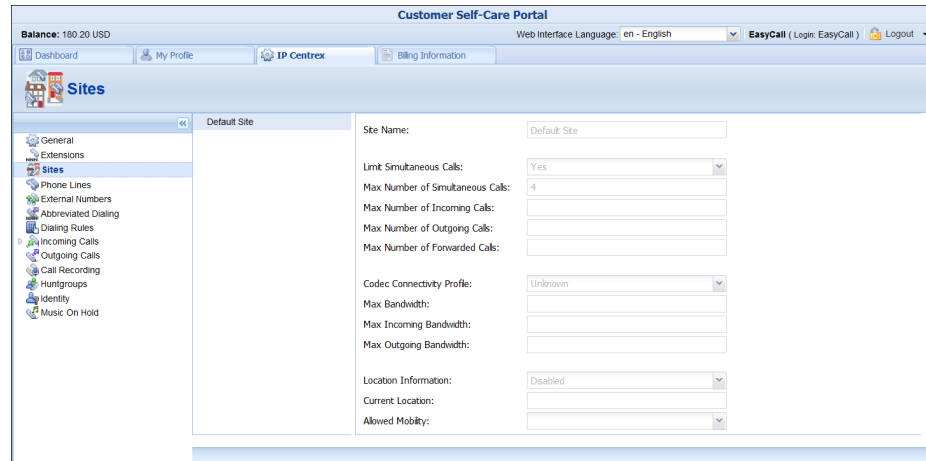 Customer Self-Care Portal
Balance: 180.20 USD Web Interface Language: en - English EasyCall ( Login: EasyCall ) Logout
Dashboard My Profile IP Centrex Billing Information
Sites
General
Extensions
Sites
Phone Lines
External Numbers
Abbreviated Dialing
Dialing Rules
Incoming Calls
Outgoing Calls
Call Recording
Huntgroups
Identity
Music On Hold
Default Site
Site Name: Default Site
Limit Simultaneous Calls: Yes
Max Number of Simultaneous Calls: 4
Max Number of Incoming Calls:
Max Number of Outgoing Calls:
Max Number of Forwarded Calls:
Codec Connectivity Profile: Unknown
Max Bandwidth:
Max Incoming Bandwidth:
Max Outgoing Bandwidth:
Location Information: Disabled
Current Location:
Allowed Mobility: